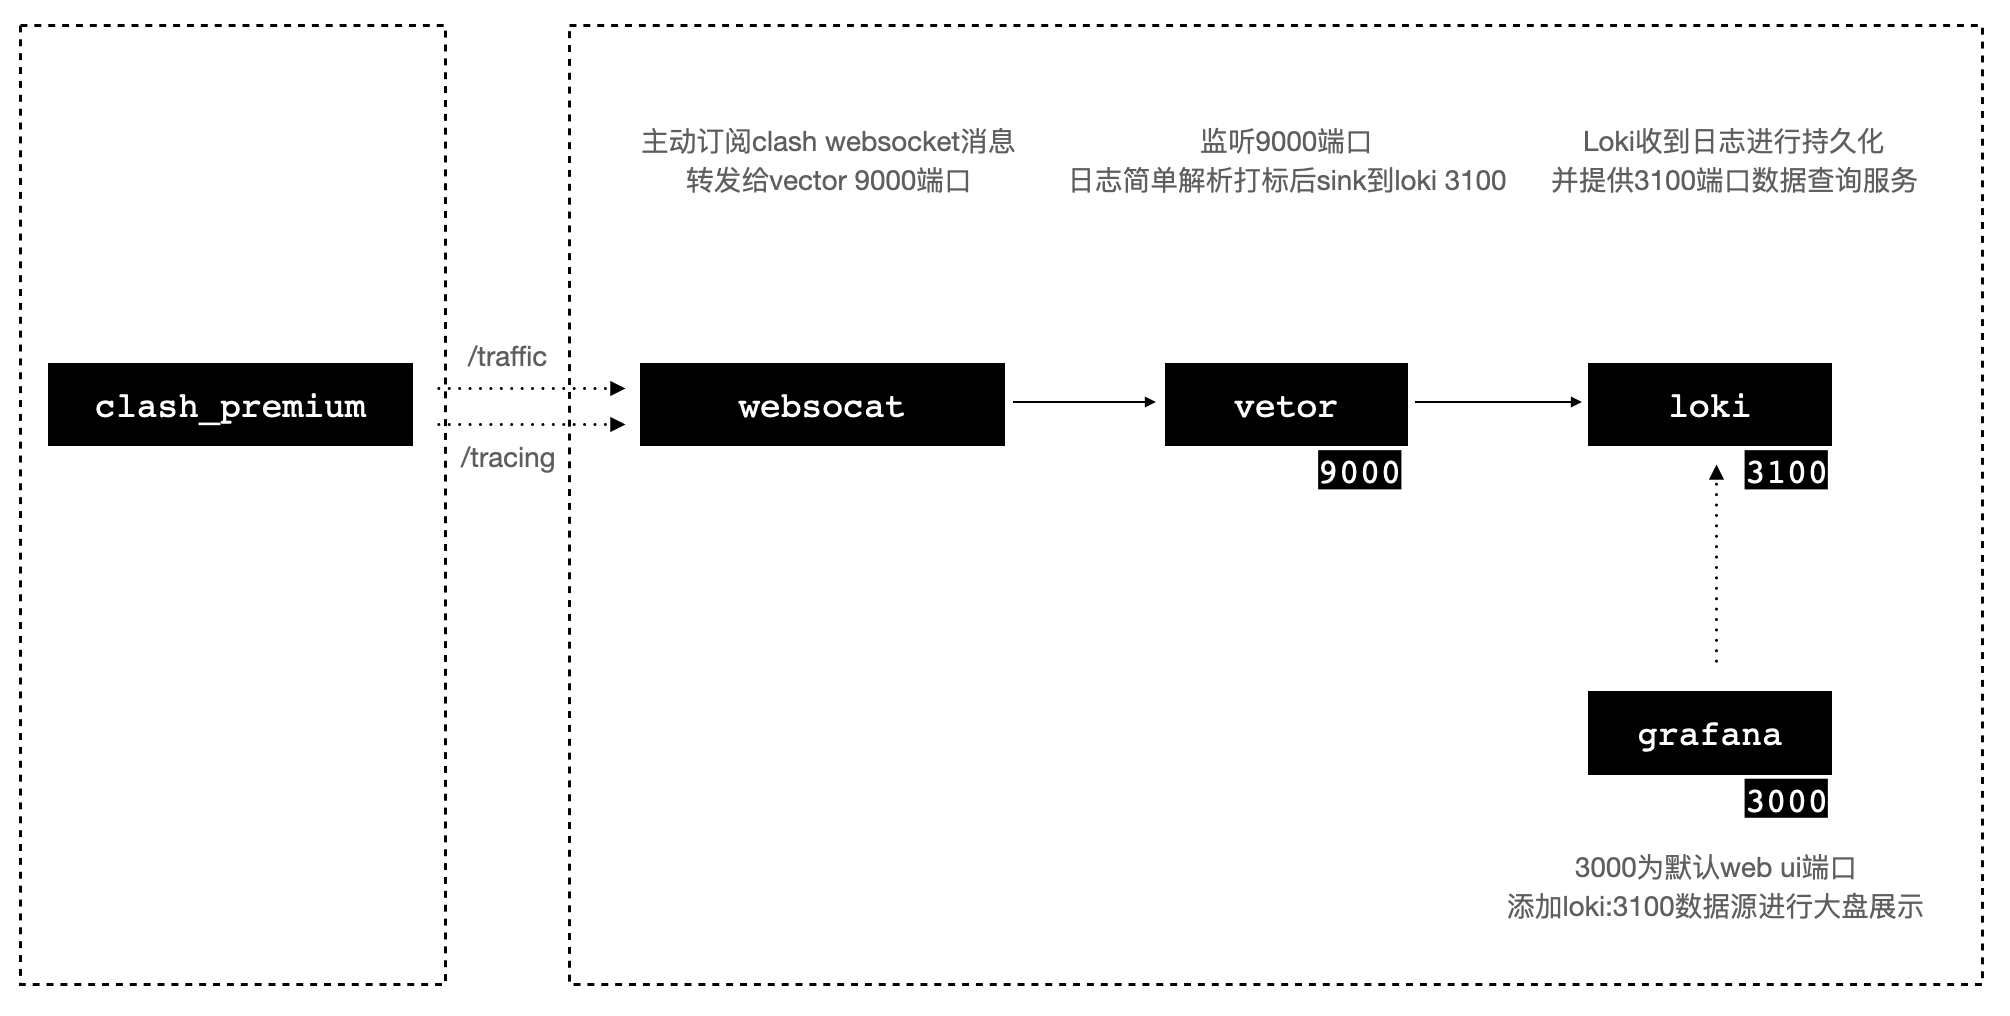 主动订阅clash websocket消息
转发给vector 9000端口
监听9000端口
日志简单解析打标后sink到loki 3100
Loki收到日志进行持久化
并提供3100端口数据查询服务
/traffic
clash_premium
websocat
vetor
loki
/tracing
9000
3100
grafana
3000
3000为默认web ui端口
添加loki:3100数据源进行大盘展示